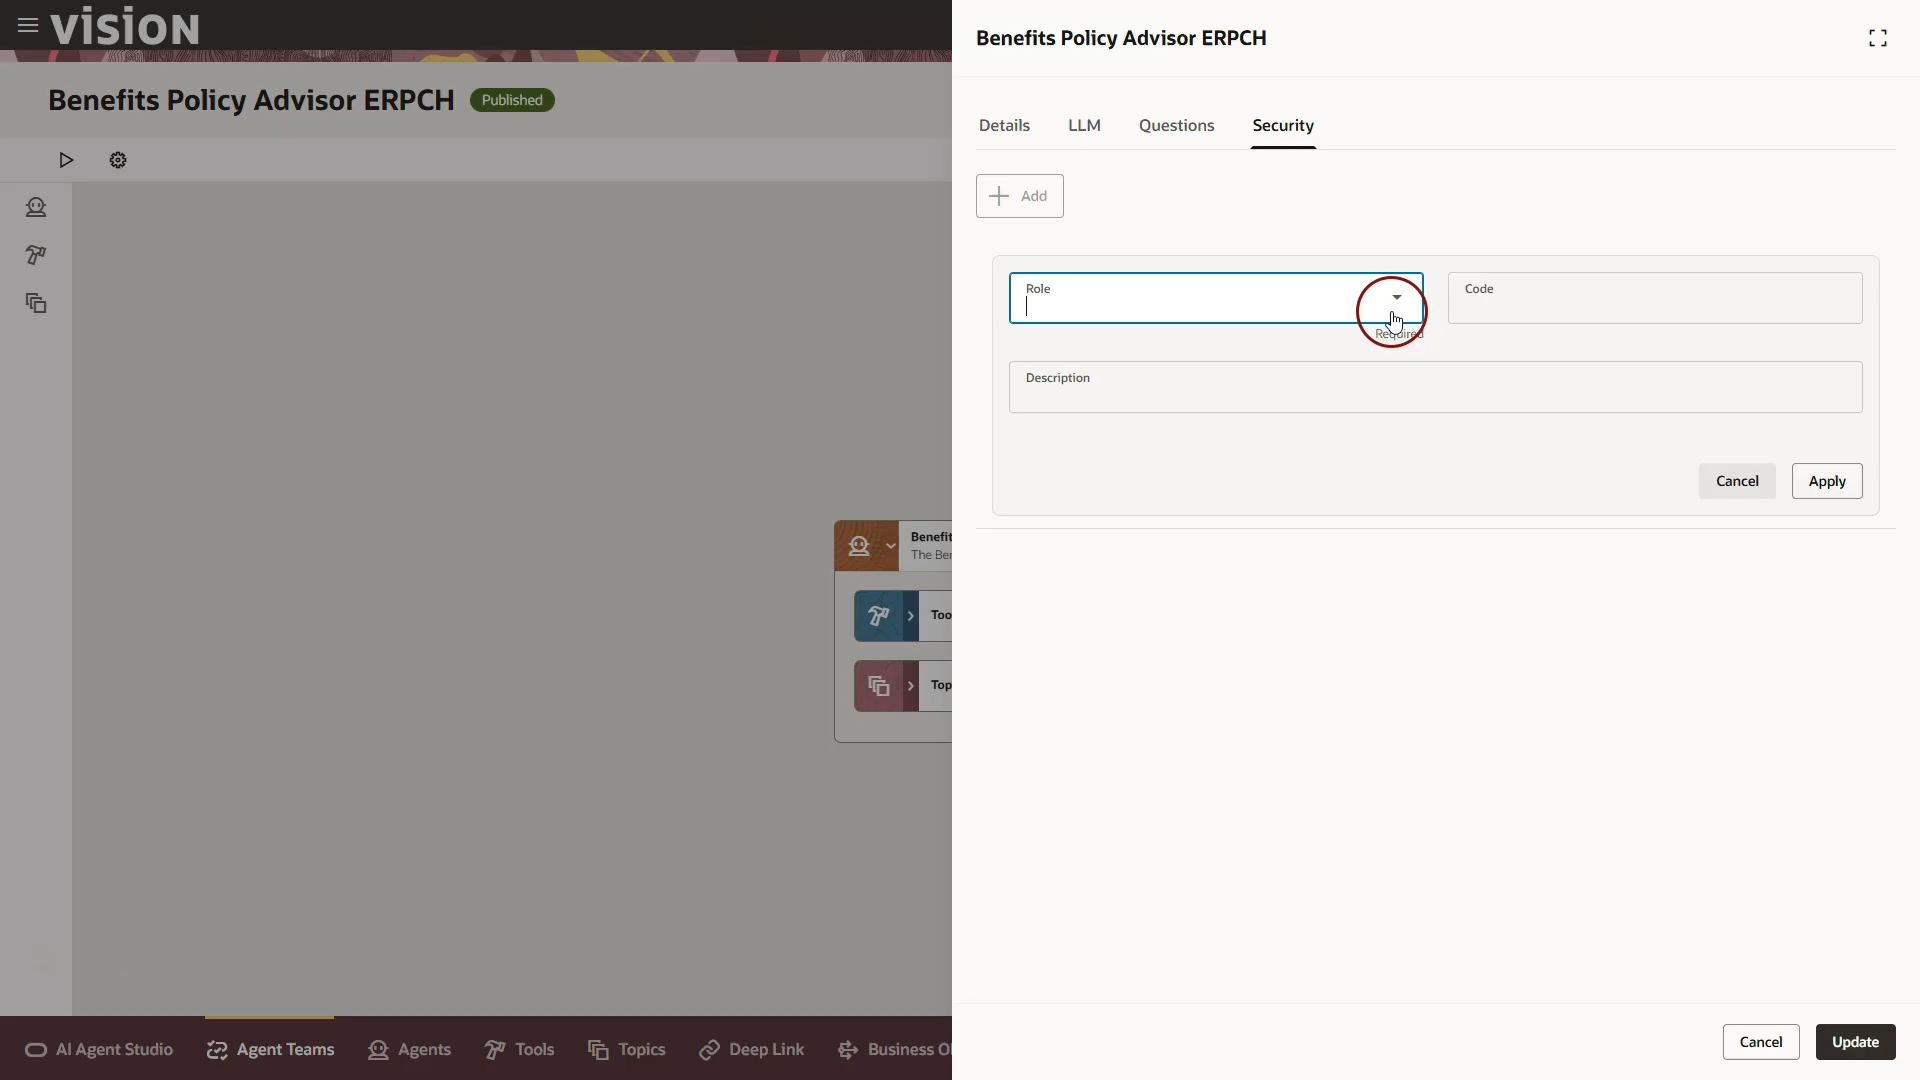 vision
Benefits Policy Advisor ERPCH
Published
Benefit
The Ber
Too
Top
AI Agent Studio
Agent Teams
Agents
Tools
Topics
Deep Link
Business O
Benefits Policy Advisor ERPCH
Details
LLM
Questions
Security
Add
Role
Required
Code
Description
Cancel
Apply
Cancel
Update